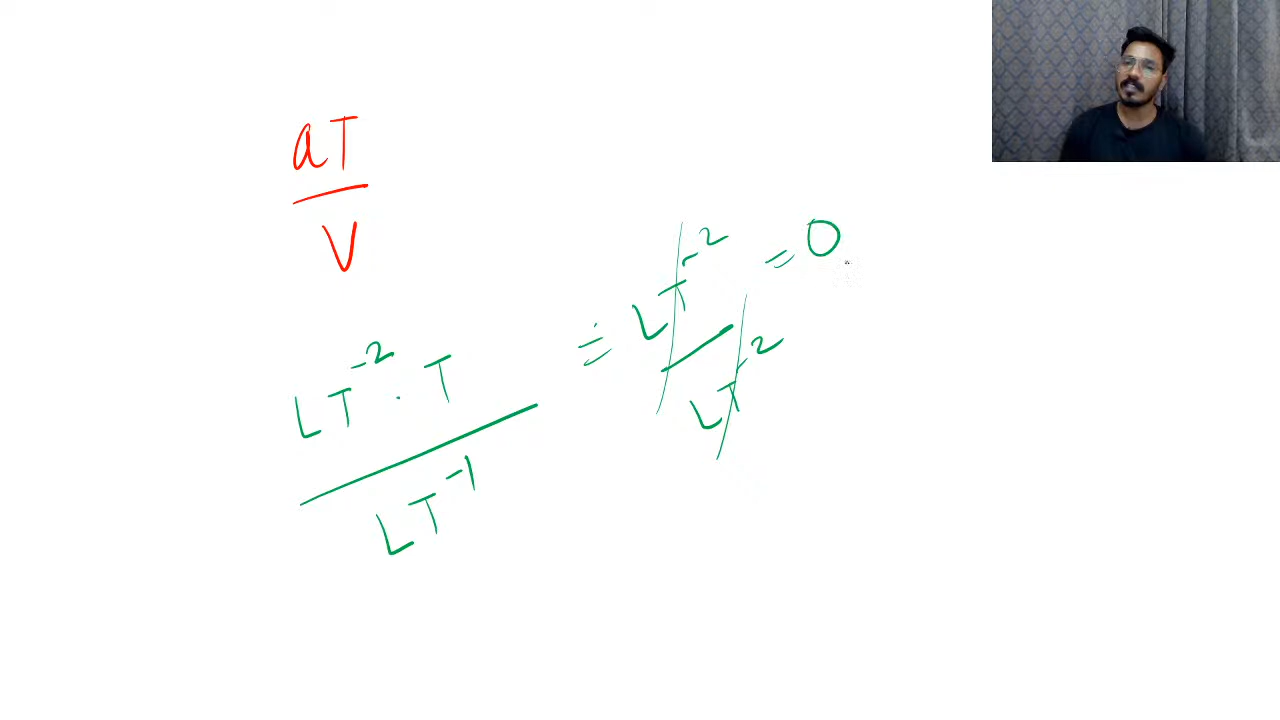 aT
V
LT⁻² . T
LT⁻¹
= LT⁻²
LT⁻²
= 0